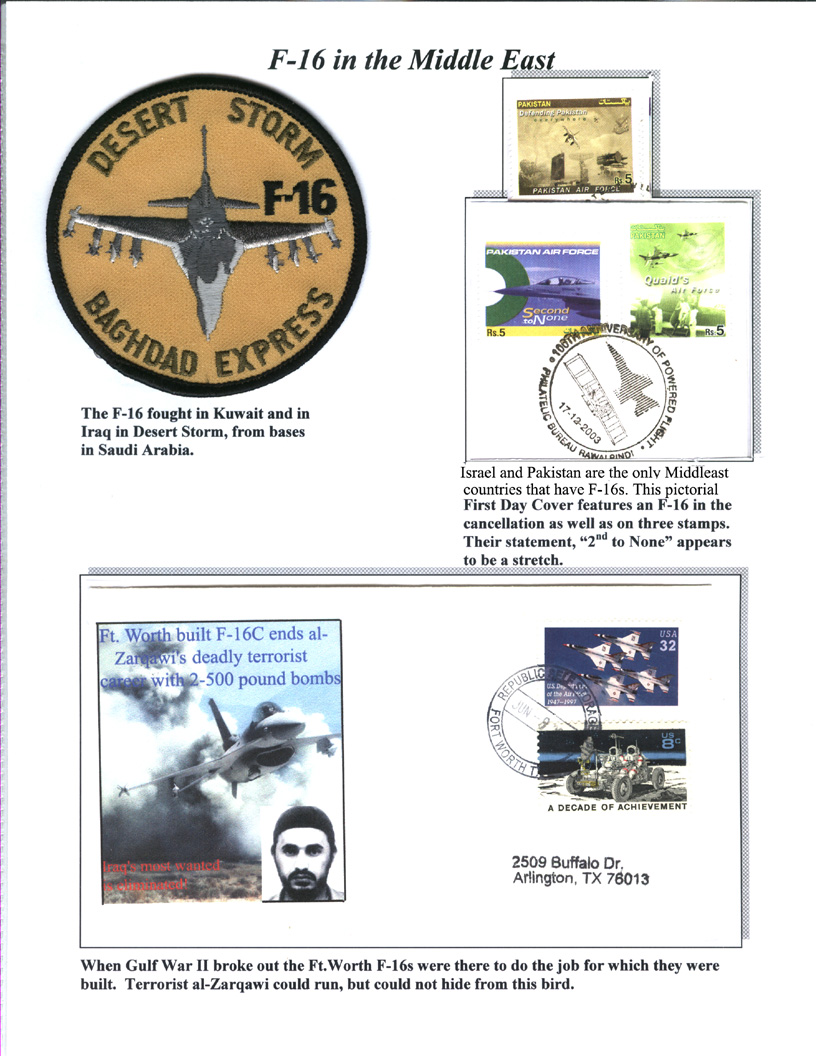 F-16 in the Middle East
DESERT STORM
F-16
BAGHDAD EXPRESS
The F-16 fought in Kuwait and in
Iraq in Desert Storm, from bases
in Saudi Arabia.
PAKISTAN
Defending Pakistan
everywhere
Rs.5
PAKISTAN AIR FORCE
PAKISTAN AIR FORCE
Second
to None
Rs.5
PAKISTAN
Quaid's
Air Force
Rs.5
100TH ANNIVERSARY OF POWERED FLIGHT
17-12-2003
PHILATELIC BUREAU RAWALPINDI
Israel and Pakistan are the only Middleast
countries that have F-16s. This pictorial
First Day Cover features an F-16 in the
cancellation as well as on three stamps.
Their statement, “2nd to None” appears
to be a stretch.
Ft. Worth built F-16C ends al-
Zarqawi's deadly terrorist
career with 2-500 pound bombs
Iraq's most wanted
is eliminated.
USA
32
U.S. Dep
of the Air Force
1947-1997
REPUBLIC
JUN
FORT WORTH
US
8c
A DECADE OF ACHIEVEMENT
2509 Buffalo Dr,
Arlington, TX 76013
When Gulf War II broke out the Ft.Worth F-16s were there to do the job for which they were
built. Terrorist al-Zarqawi could run, but could not hide from this bird.